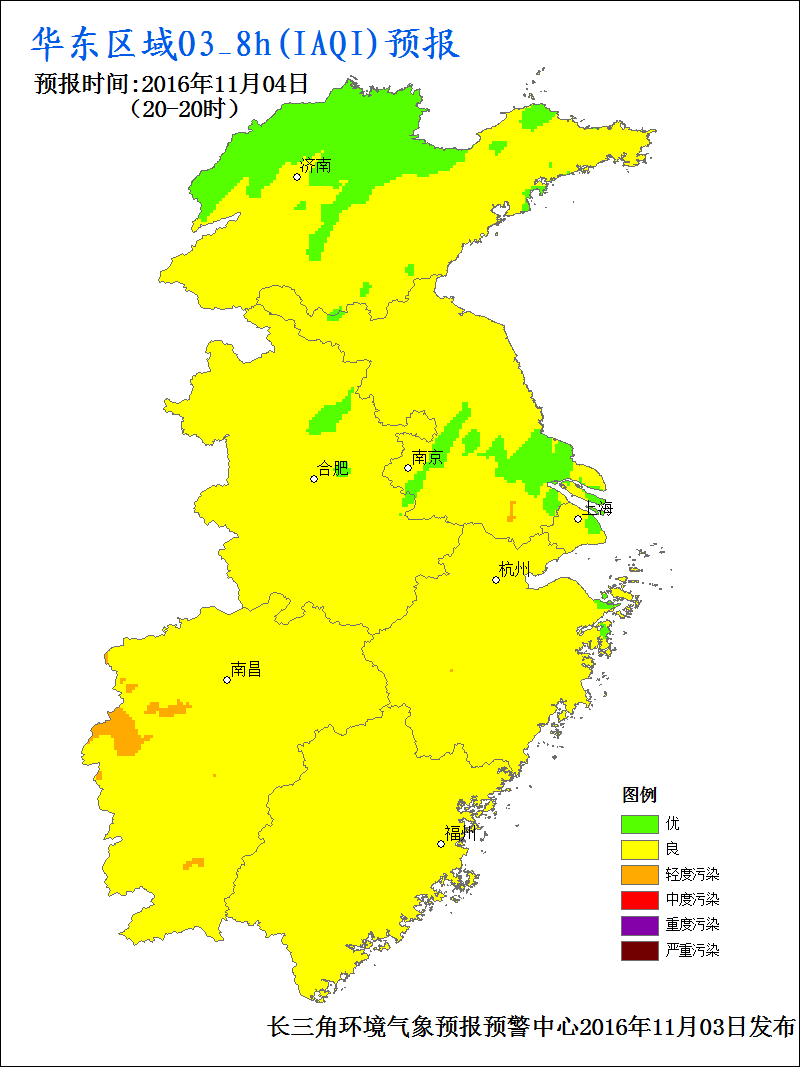 华东区域O3_8h(IAQI)预报
预报时间:2016年11月04日
（20-20时）
济南
南京
合肥
上海
杭州
南昌
福州
图例
优
良
轻度污染
中度污染
重度污染
严重污染
长三角环境气象预报预警中心2016年11月03日发布